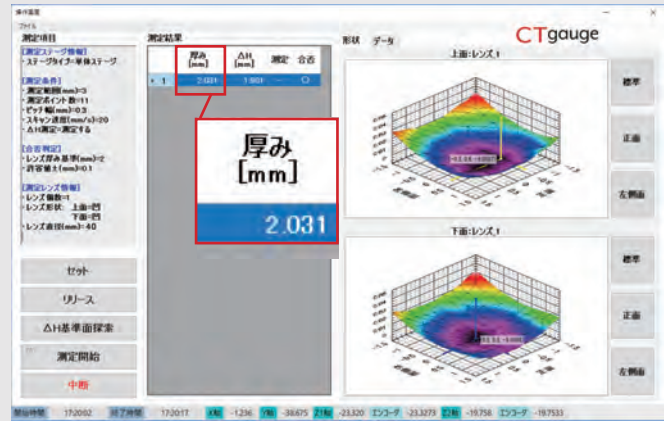 操作画面
ファイル
測定項目
【測定ステージ情報】
・ステージタイプ=単体ステージ
【測定条件】
・測定範囲(mm)=3
・測定ポイント数=11
・ピッチ幅(mm)=0.3
・スキャン速度(mm/s)=20
・ΔH測定=測定する
【合否判定】
・レンズ厚み基準(mm)=2
・許容値±(mm)=0.1
【測定レンズ情報】
・レンズ個数=1
・レンズ形状: 上面=凹
下面=凹
・レンズ直径(mm)=40
セット
リリース
ΔH基準面探索
測定開始
中断
測定結果
厚み
[mm]
ΔH
[mm]
測定
合否
1
2.031
○
厚み
[mm]
2.031
形状
データ
CTgauge
上面:レンズ_1
標準
正面
左側面
下面:レンズ_1
標準
正面
左側面
開始時間 17:20:02 終了時間 17:20:17 X軸 -1.236 Y軸 -38.675 Z1軸 -23.320 エンコーダ -23.3273 Z2軸 -19.758 エンコーダ -19.7533